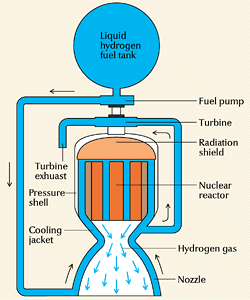 Liquid
hydrogen
fuel tank
Fuel pump
Turbine
Radiation
shield
Turbine
exhuast
Pressure
shell
Nuclear
reactor
Cooling
jacket
Hydrogen gas
Nozzle